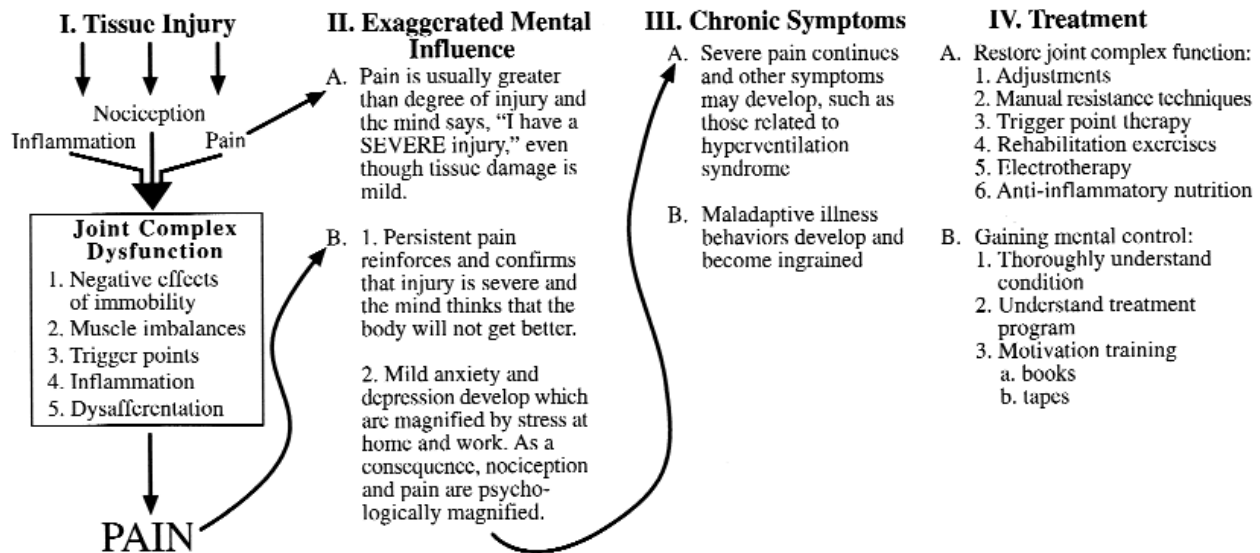 I. Tissue Injury
Nociception
Inflammation
Pain
Joint Complex
Dysfunction
1. Negative effects
of immobility
2. Muscle imbalances
3. Trigger points
4. Inflammation
5. Dysafferentation
PAIN
II. Exaggerated Mental
Influence
A. Pain is usually greater
than degree of injury and
the mind says, “I have a
SEVERE injury,” even
though tissue damage is
mild.
B. 1. Persistent pain
reinforces and confirms
that injury is severe and
the mind thinks that the
body will not get better.
2. Mild anxiety and
depression develop which
are magnified by stress at
home and work. As a
consequence, nociception
and pain are psycho-
logically magnified.
III. Chronic Symptoms
A. Severe pain continues
and other symptoms
may develop, such as
those related to
hyperventilation
syndrome
B. Maladaptive illness
behaviors develop and
become ingrained
IV. Treatment
A. Restore joint complex function:
1. Adjustments
2. Manual resistance techniques
3. Trigger point therapy
4. Rehabilitation exercises
5. Electrotherapy
6. Anti-inflammatory nutrition
B. Gaining mental control:
1. Thoroughly understand
condition
2. Understand treatment
program
3. Motivation training
a. books
b. tapes